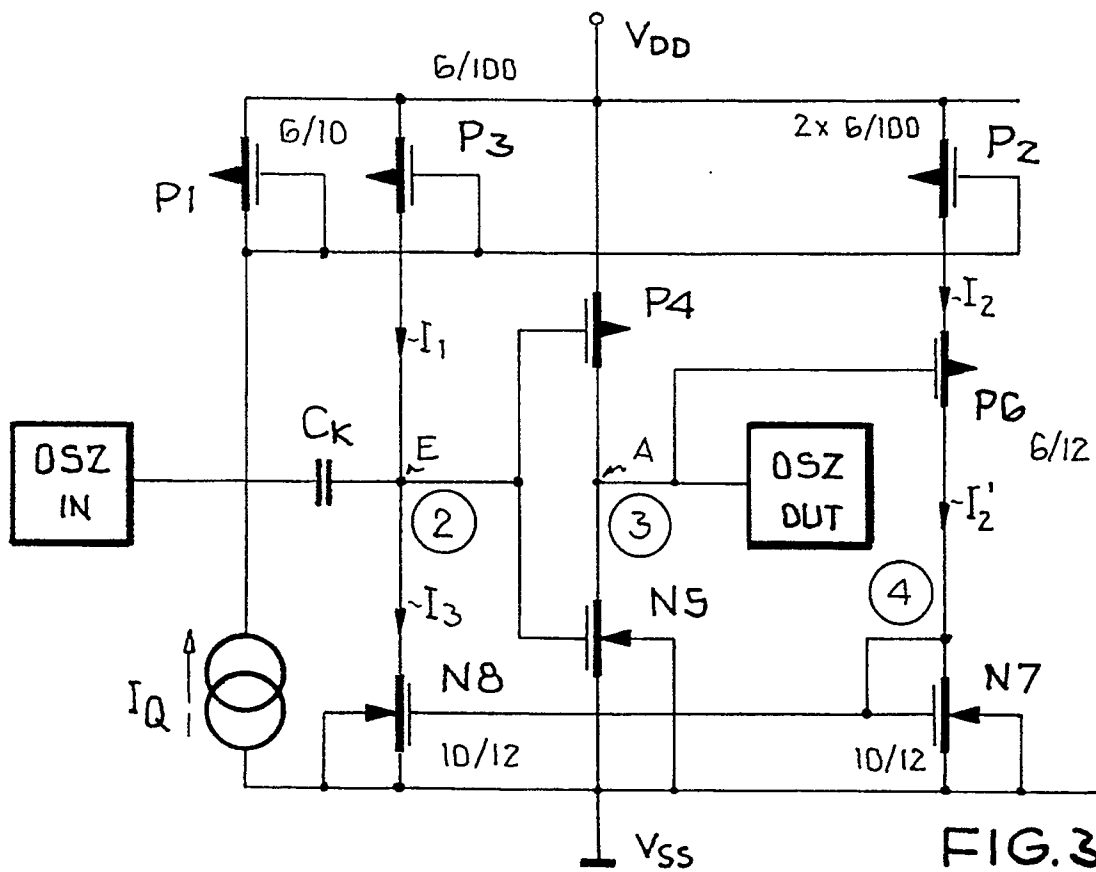 VDD
6/100
6/10
P3
2x 6/100
P2
P1
P4
~I1
~I2
P6
6/12
CK
E
A
OSZ
IN
2
3
OSZ
OUT
~I2'
4
~I3
N5
N8
N7
IQ
10/12
10/12
VSS
FIG.3